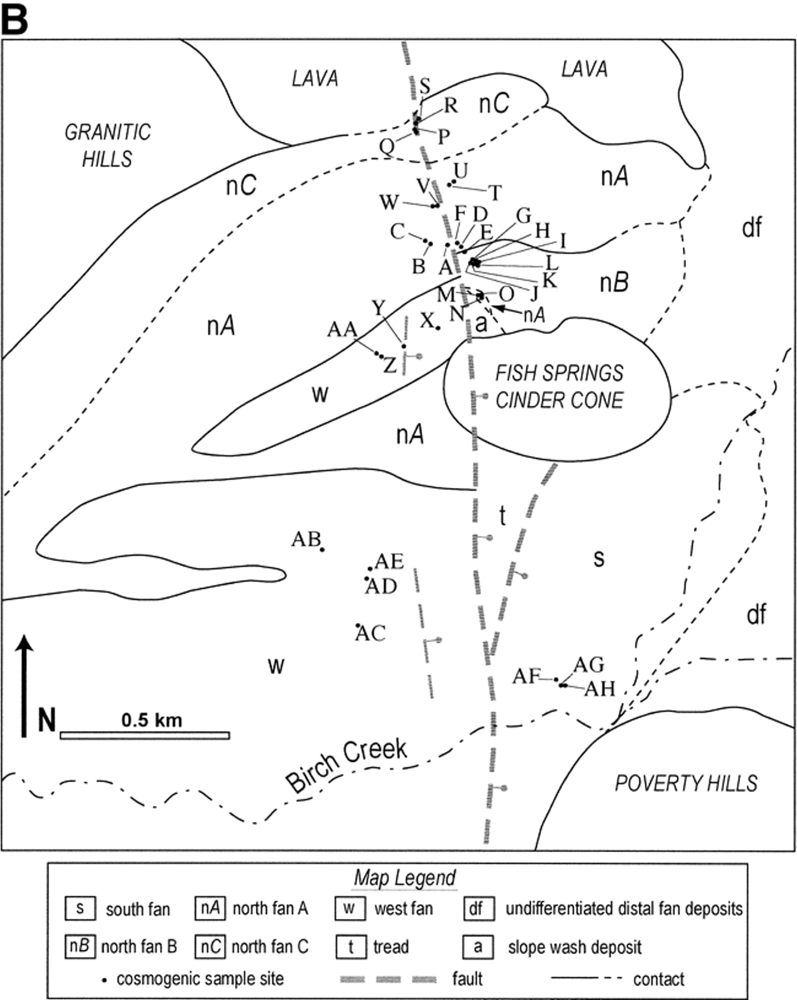 B
LAVA
LAVA
S
R
nC
GRANITIC
HILLS
P
Q
nC
U
nA
V
T
W
F D
G
E
H
df
C
I
B
A
L
K
nB
J
M
O
Y
N
nA
X
a
nA
AA
Z
FISH SPRINGS
CINDER CONE
w
nA
t
AB
s
AE
AD
df
AC
w
AG
AF
AH
N
0.5 km
Birch Creek
POVERTY HILLS
Map Legend
s south fan
nA north fan A
w west fan
df undifferentiated distal fan deposits
nB north fan B
nC north fan C
t tread
a slope wash deposit
cosmogenic sample site
fault
contact